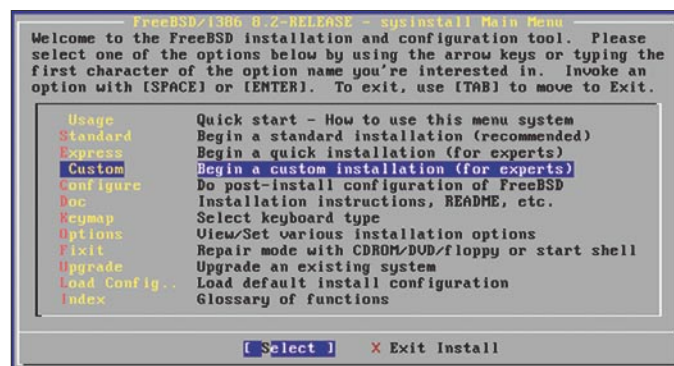 FreeBSD/i386 8.2-RELEASE - sysinstall Main Menu
Welcome to the FreeBSD installation and configuration tool.  Please
select one of the options below by using the arrow keys or typing the
first character of the option name you're interested in.  Invoke an
option with [SPACE] or [ENTER].  To exit, use [TAB] to move to Exit.
Usage Quick start - How to use this menu system
Standard Begin a standard installation (recommended)
Express Begin a quick installation (for experts)
Custom Begin a custom installation (for experts)
Configure Do post-install configuration of FreeBSD
Doc Installation instructions, README, etc.
Keymap Select keyboard type
Options View/Set various installation options
Fixit Repair mode with CDROM/DVD/floppy or start shell
Upgrade Upgrade an existing system
Load Config.. Load default install configuration
Index Glossary of functions
[ Select ] X Exit Install